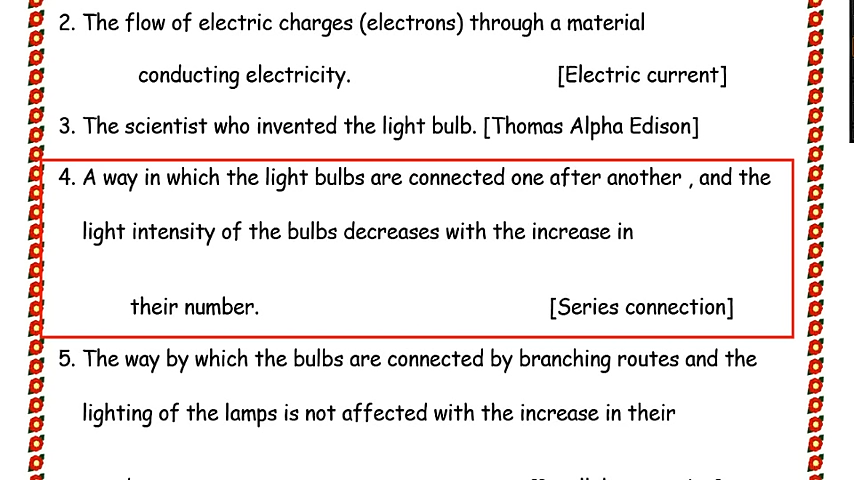 2. The flow of electric charges (electrons) through a material
conducting electricity. [Electric current]
3. The scientist who invented the light bulb. [Thomas Alpha Edison]
4. A way in which the light bulbs are connected one after another , and the
light intensity of the bulbs decreases with the increase in
their number. [Series connection]
5. The way by which the bulbs are connected by branching routes and the
lighting of the lamps is not affected with the increase in their